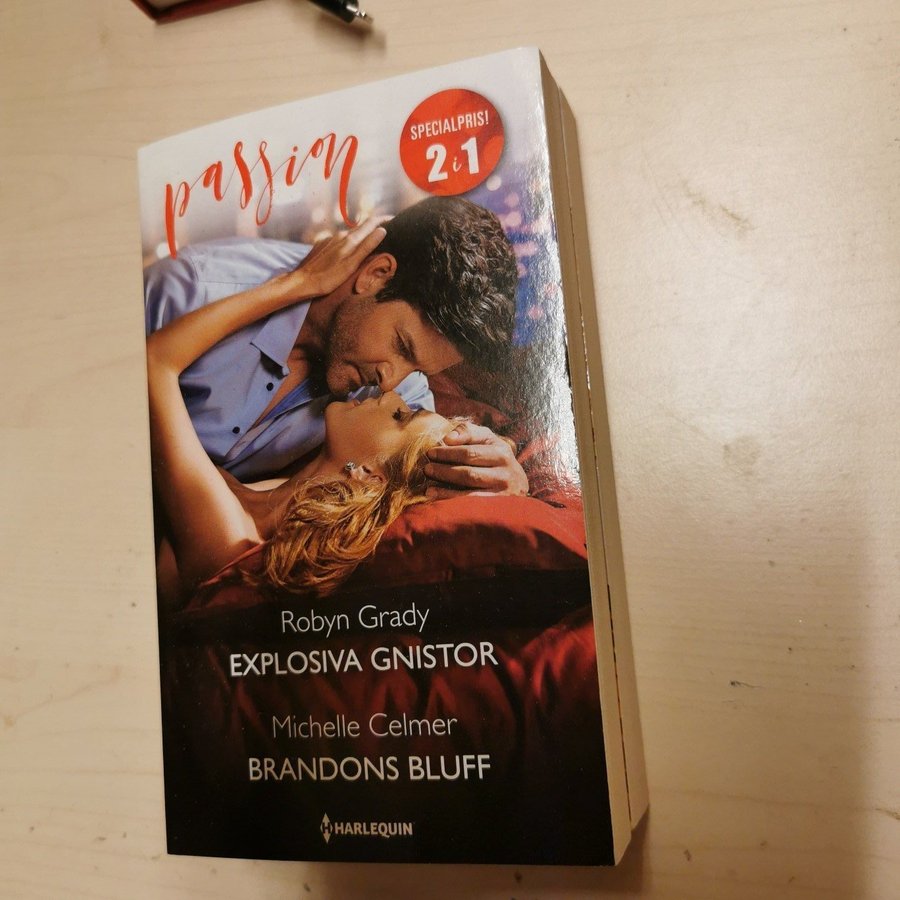 passion
SPECIALPRIS!
2 i 1
Robyn Grady
EXPLOSIVA GNISTOR
Michelle Celmer
BRANDONS BLUFF
HARLEQUIN